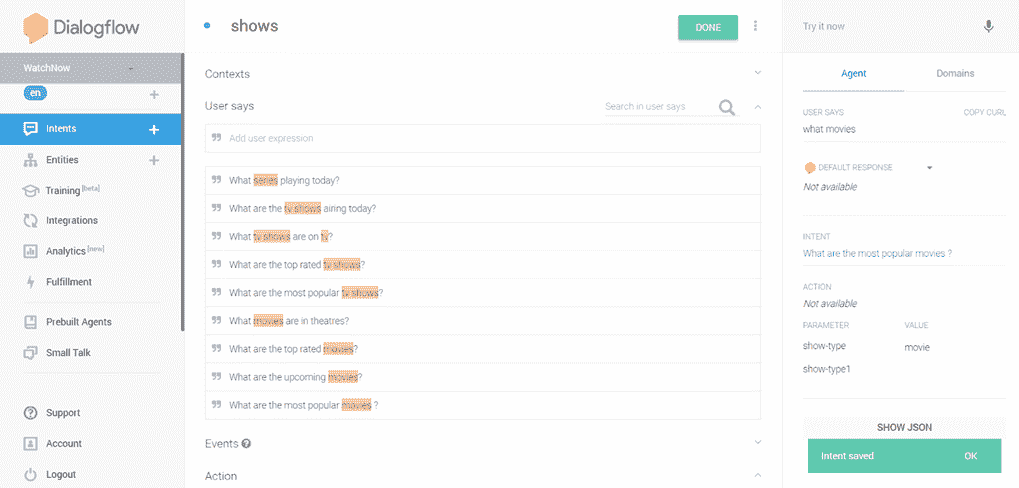 Dialogflow
WatchNow
en
Intents
Entities
Training [beta]
Integrations
Analytics [new]
Fulfillment
Prebuilt Agents
Small Talk
Support
Account
Logout
shows
DONE
Contexts
User says
Search in user says
Add user expression
What series playing today?
What are the tv shows airing today?
What tv shows are on tv?
What are the top rated tv shows?
What are the most popular tv shows?
What movies are in theatres?
What are the top rated movies?
What are the upcoming movies?
What are the most popular movies ?
Events
Action
Try it now
Agent Domains
USER SAYS COPY CURL
what movies
DEFAULT RESPONSE
Not available
INTENT
What are the most popular movies ?
ACTION
Not available
PARAMETER VALUE
show-type movie
show-type1
SHOW JSON
Intent saved OK